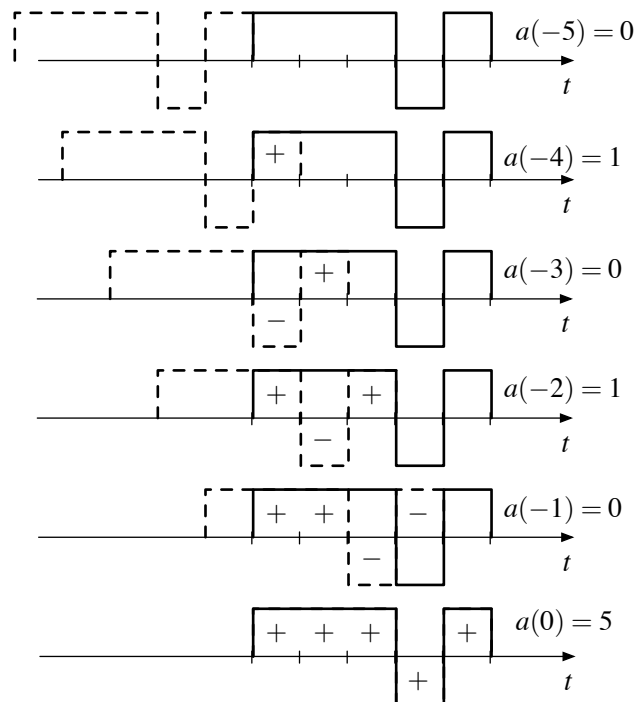 a(−5) = 0
t
a(−4) = 1
+
t
a(−3) = 0
+
−
t
a(−2) = 1
+ +
−
t
a(−1) = 0
+ + −
−
t
a(0) = 5
+ + + +
+
t